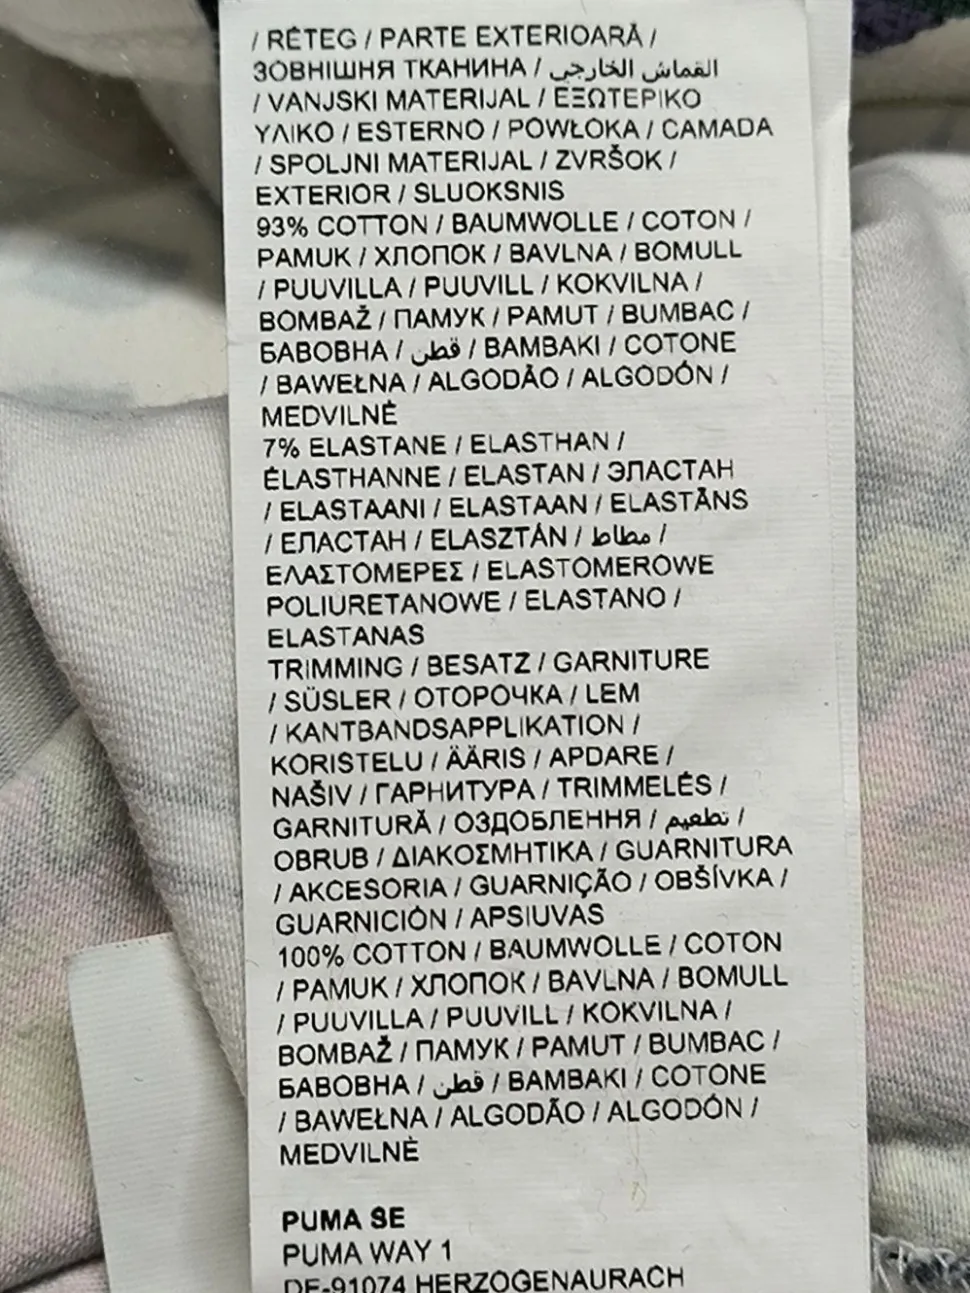 / RÉTEG / PARTE EXTERIOARĂ /
ЗОВНІШНЯ ТКАНИНА / القماش الخارجي
/ VANJSKI MATERIJAL / ΕΞΩΤΕΡΙΚΟ
ΥΛΙΚΟ / ESTERNO / POWŁOKA / CAMADA
/ SPOLJNI MATERIJAL / ZVRŠOK /
EXTERIOR / SLUOKSNIS
93% COTTON / BAUMWOLLE / COTON /
PAMUK / ХЛОПОК / BAVLNA / BOMULL
/ PUUVILLA / PUUVILL / KOKVILNA /
BOMBAŽ / ПАМУК / PAMUT / BUMBAC /
БАВОВНА / قطن / BAMBAKI / COTONE
/ BAWEŁNA / ALGODÃO / ALGODÓN /
MEDVILNĖ
7% ELASTANE / ELASTHAN /
ÉLASTHANNE / ELASTAN / ЭЛАСТАН
/ ELASTAANI / ELASTAAN / ELASTĀNS
/ ЕЛАСТАН / ELASZTÁN / مطاط /
ΕΛΑΣΤΟΜΕΡΕΣ / ELASTOMEROWE
POLIURETANOWE / ELASTANO /
ELASTANAS
TRIMMING / BESATZ / GARNITURE
/ SÜSLER / ОТОРОЧКА / LEM
/ KANTBANDSAPPLIKATION /
KORISTELU / ÄÄRIS / APDARE /
NAŠIV / ГАРНИТУРА / TRIMMELÉS /
GARNITURĂ / ОЗДОБЛЕННЯ / تطعيم /
OBRUB / ΔΙΑΚΟΣΜΗΤΙΚΑ / GUARNITURA
/ AKCESORIA / GUARNIÇÃO / OBŠÍVKA /
GUARNICIÓN / APSIUVAS
100% COTTON / BAUMWOLLE / COTON
/ PAMUK / ХЛОПОК / BAVLNA / BOMULL
/ PUUVILLA / PUUVILL / KOKVILNA /
BOMBAŽ / ПАМУК / PAMUT / BUMBAC /
БАВОВНА / قطن / BAMBAKI / COTONE
/ BAWEŁNA / ALGODÃO / ALGODÓN /
MEDVILNĖ
PUMA SE
PUMA WAY 1
DE-91074 HERZOGENAURACH